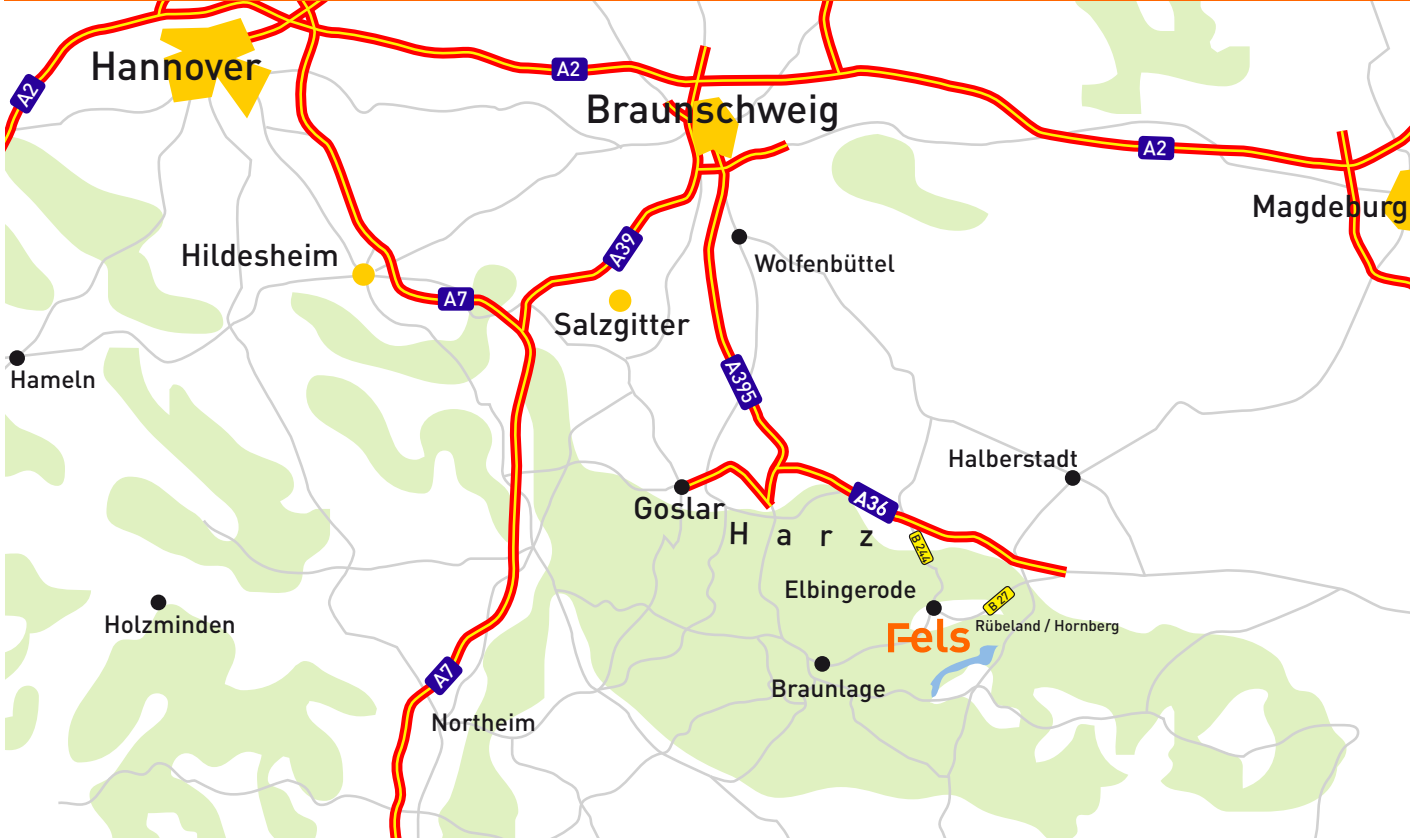 Hannover
A2
A2
Braunschweig
A2
Magdeburg
Hildesheim
A39
Wolfenbüttel
A7
Salzgitter
Hameln
A395
Halberstadt
Goslar
A36
Harz
B 244
Elbingerode
B 27
Holzminden
Fels
Rübeland / Hornberg
A7
Braunlage
Northeim